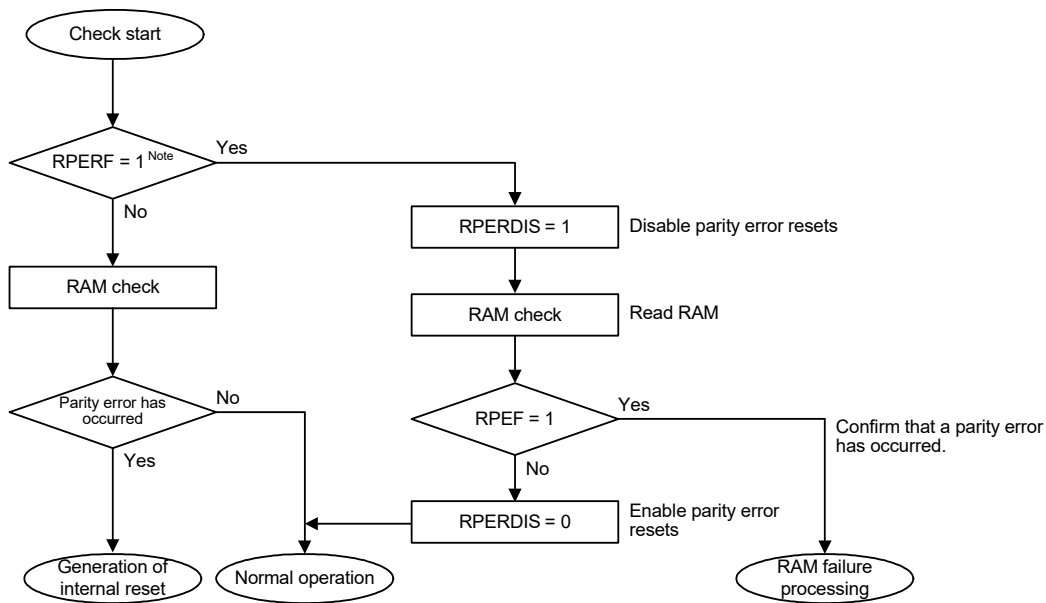 Check start
RPERF = 1 Note
Yes
No
RPERDIS = 1
Disable parity error resets
RAM check
RAM check
Read RAM
Parity error has
occurred
No
Yes
RPEF = 1
Yes
No
Confirm that a parity error
has occurred.
RPERDIS = 0
Enable parity error
resets
Generation of
internal reset
Normal operation
RAM failure
processing